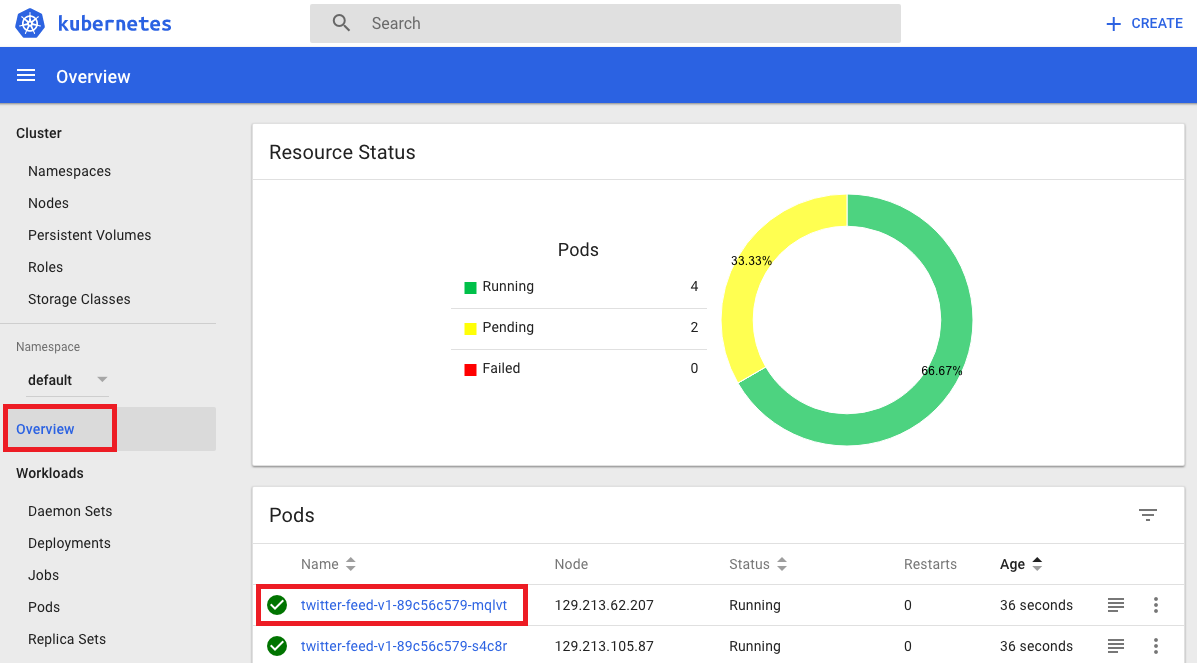 kubernetes
Search
CREATE
Overview
Cluster
Namespaces
Nodes
Persistent Volumes
Roles
Storage Classes
Namespace
default
Overview
Workloads
Daemon Sets
Deployments
Jobs
Pods
Replica Sets
Resource Status
Pods
Running 4
Pending 2
Failed 0
33.33%
66.67%
Pods
Name Node Status Restarts Age
twitter-feed-v1-89c56c579-mqlvt 129.213.62.207 Running 0 36 seconds
twitter-feed-v1-89c56c579-s4c8r 129.213.105.87 Running 0 36 seconds